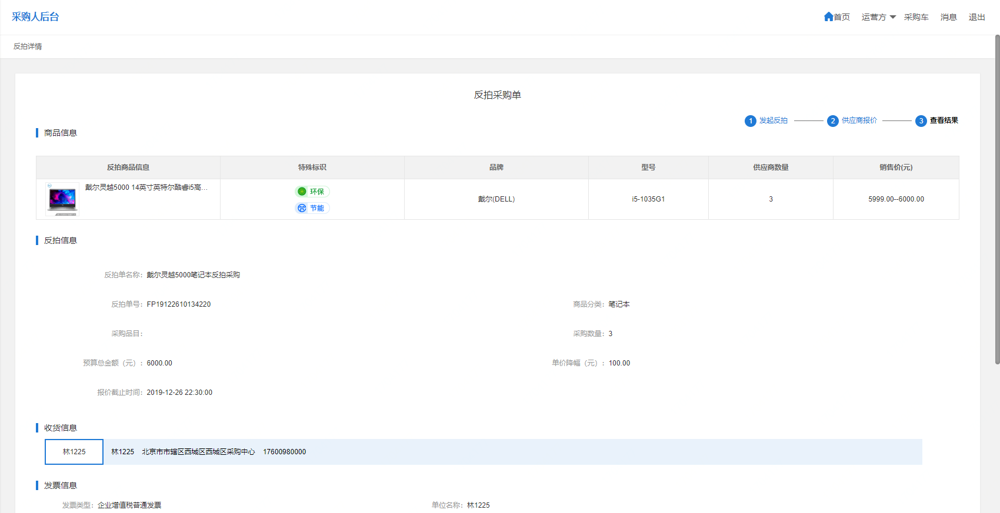 采购人后台
首页 运营方 采购车 消息 退出
反拍详情
反拍采购单
1 发起反拍 2 供应商报价 3 查看结果
商品信息
反拍商品信息 特殊标识 品牌 型号 供应商数量 销售价(元)
戴尔灵越5000 14英寸英特尔酷睿i5高... 环保 节能 戴尔(DELL) i5-1035G1 3 5999.00--6000.00
反拍信息
反拍单名称： 戴尔灵越5000笔记本反拍采购
反拍单号： FP19122610134220 商品分类： 笔记本
采购品目： 采购数量： 3
预算总金额（元）： 6000.00 单价降幅（元）： 100.00
报价截止时间： 2019-12-26 22:30:00
收货信息
林1225 林1225 北京市市辖区西城区西城区采购中心 17600980000
发票信息
发票类型： 企业增值税普通发票 单位名称： 林1225